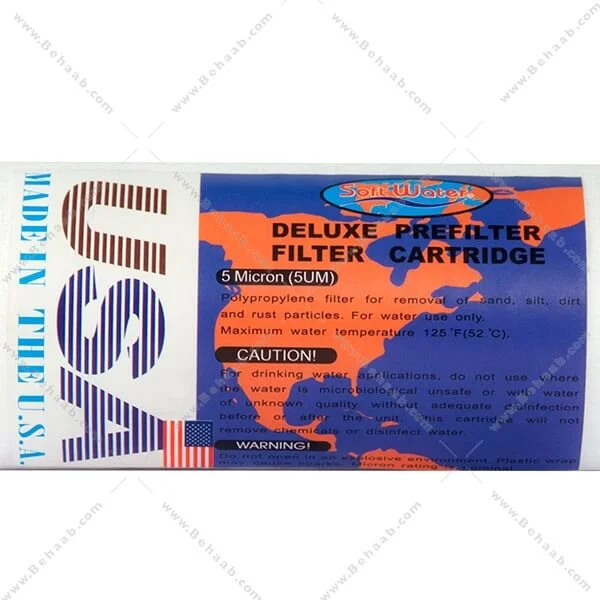 MADE IN THE U.S.A.
USA
Soft Water
DELUXE PREFILTER
FILTER CARTRIDGE
5 Micron (5UM)
Polypropylene filter for removal of sand, silt, dirt
and rust particles. For water use only.
Maximum water temperature 125 °F(52 °C).
CAUTION!
For drinking water applications, do not use where
the water is microbiological unsafe or with water
of unknown quality without adequate disinfection
before or after the unit. This cartridge will not
remove chemicals or disinfect water.
WARNING!
Do not open in an explosive environment. Plastic wrap
may cause sparks. Micron rating is nominal.
www.Behaab.com